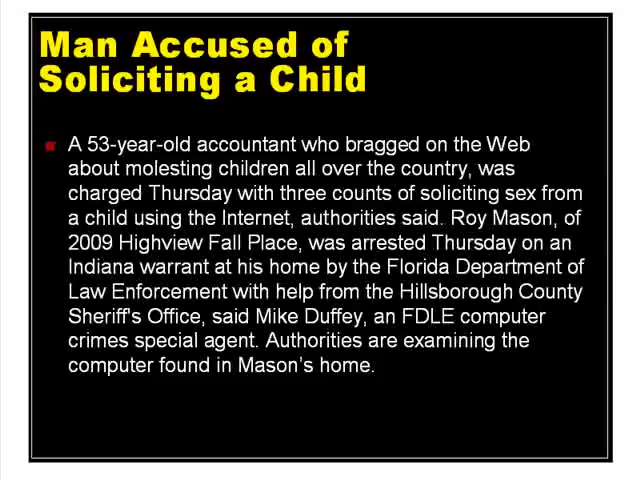 Man Accused of
Soliciting a Child
A 53-year-old accountant who bragged on the Web
about molesting children all over the country, was
charged Thursday with three counts of soliciting sex from
a child using the Internet, authorities said. Roy Mason, of
2009 Highview Fall Place, was arrested Thursday on an
Indiana warrant at his home by the Florida Department of
Law Enforcement with help from the Hillsborough County
Sheriff's Office, said Mike Duffey, an FDLE computer
crimes special agent. Authorities are examining the
computer found in Mason’s home.